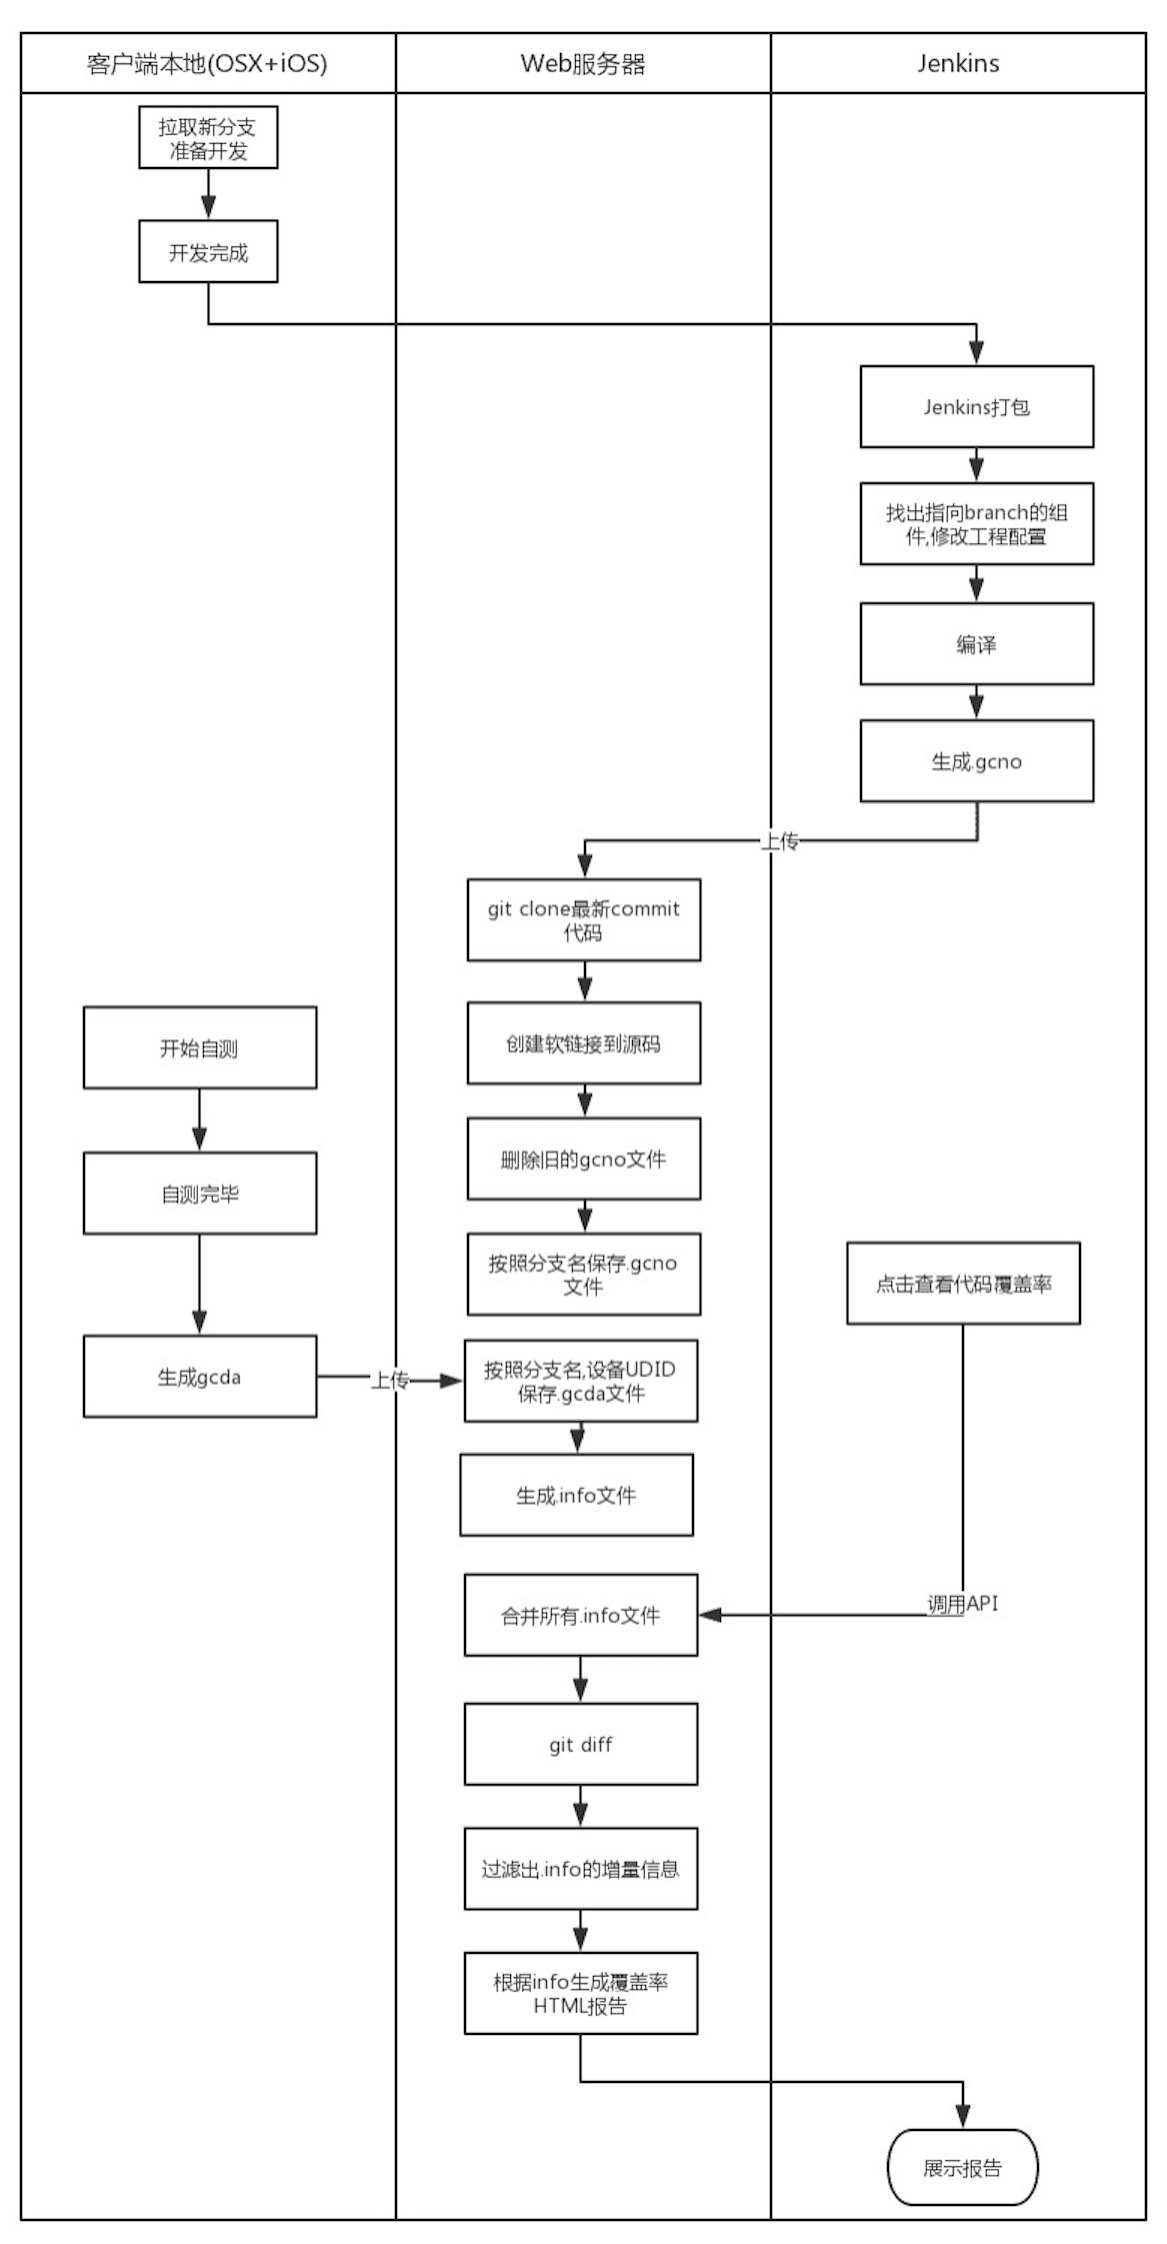 客户端本地(OSX+iOS)
Web服务器
Jenkins
拉取新分支
准备开发
开发完成
Jenkins打包
找出指向branch的组
件,修改工程配置
编译
生成.gcno
上传
git clone最新commit
代码
创建软链接到源码
开始自测
删除旧的gcno文件
自测完毕
按照分支名保存.gcno
文件
点击查看代码覆盖率
生成gcda
上传
按照分支名,设备UDID
保存.gcda文件
生成.info文件
调用API
合并所有.info文件
git diff
过滤出.info的增量信息
根据info生成覆盖率
HTML报告
展示报告